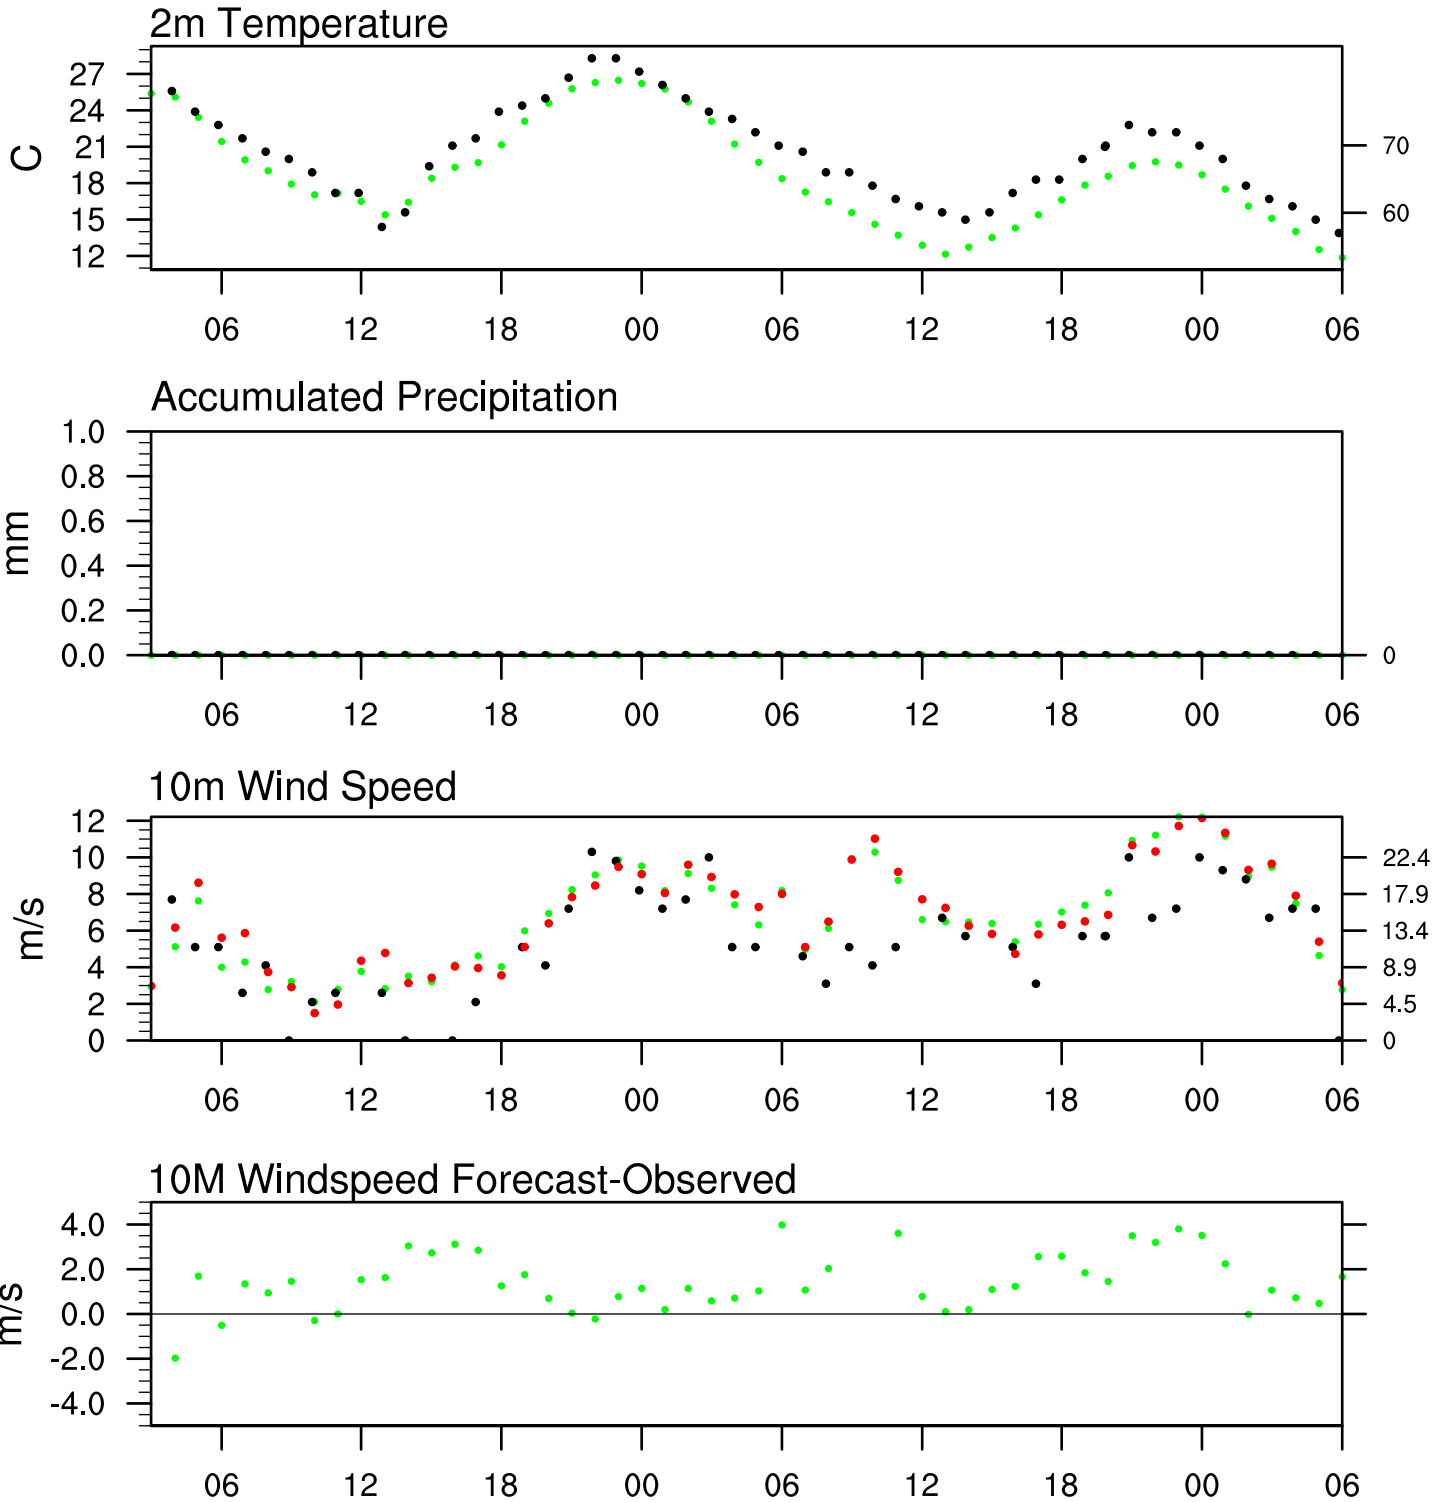 2m Temperature
27
24
21
18
15
12
C
70
60
06 12 18 00 06 12 18 00 06
Accumulated Precipitation
1.0
0.8
0.6
0.4
0.2
0.0
mm
0
06 12 18 00 06 12 18 00 06
10m Wind Speed
12
10
8
6
4
2
0
m/s
22.4
17.9
13.4
8.9
4.5
0
06 12 18 00 06 12 18 00 06
10M Windspeed Forecast-Observed
4.0
2.0
0.0
-2.0
-4.0
m/s
06 12 18 00 06 12 18 00 06